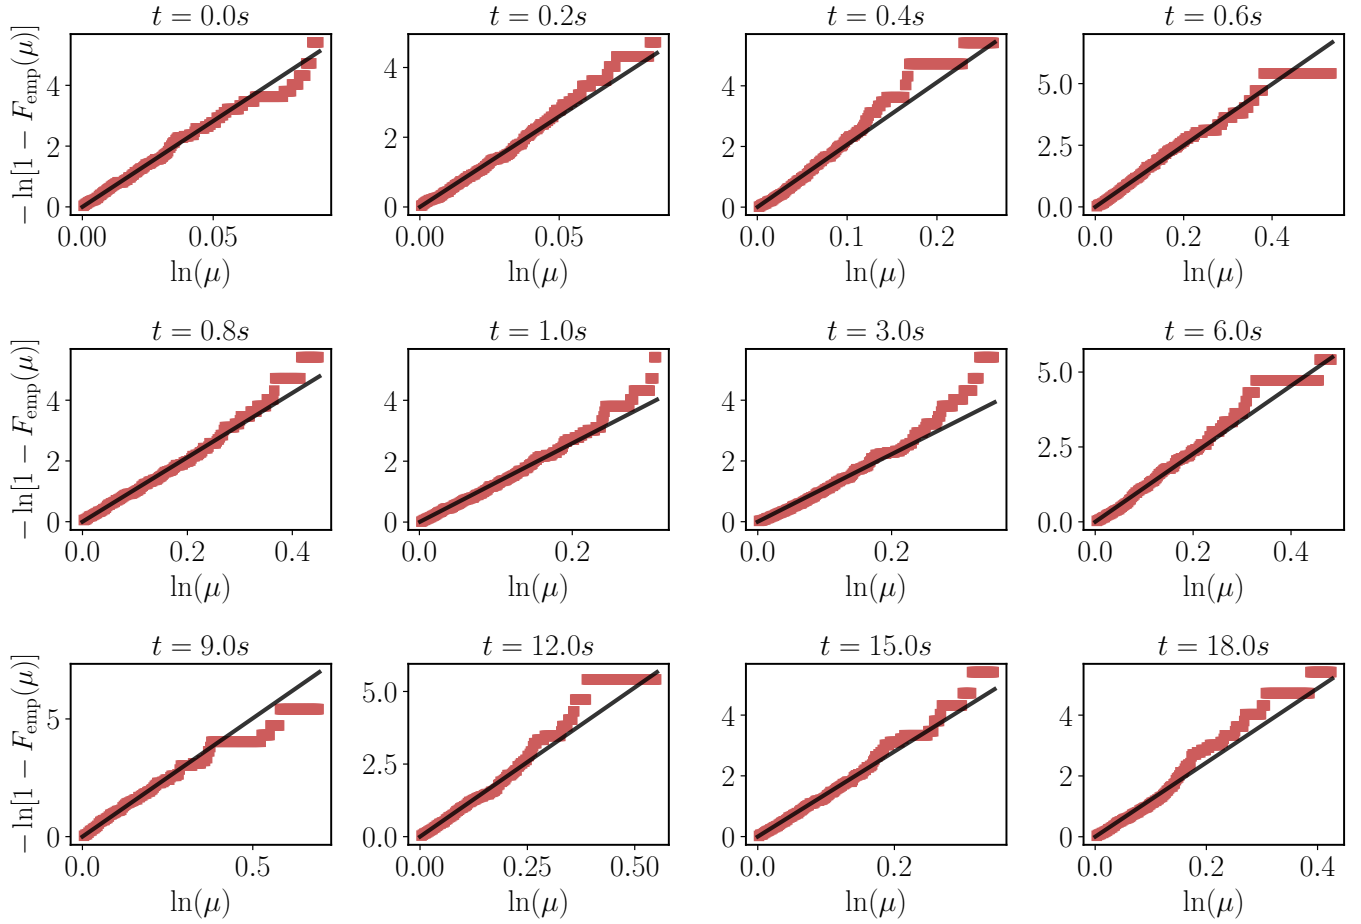 t = 0.0s
t = 0.2s
t = 0.4s
t = 0.6s
− ln[1 − F_emp(μ)]
4
2
0
0.00 0.05
ln(μ)
4
2
0
0.00 0.05
ln(μ)
4
2
0
0.0 0.1 0.2
ln(μ)
5.0
2.5
0.0
0.0 0.2 0.4
ln(μ)
t = 0.8s
t = 1.0s
t = 3.0s
t = 6.0s
− ln[1 − F_emp(μ)]
4
2
0
0.0 0.2 0.4
ln(μ)
4
2
0
0.0 0.2
ln(μ)
4
2
0
0.0 0.2
ln(μ)
5.0
2.5
0.0
0.0 0.2 0.4
ln(μ)
t = 9.0s
t = 12.0s
t = 15.0s
t = 18.0s
− ln[1 − F_emp(μ)]
5
0
0.0 0.5
ln(μ)
5.0
2.5
0.0
0.00 0.25 0.50
ln(μ)
4
2
0
0.0 0.2
ln(μ)
4
2
0
0.0 0.2 0.4
ln(μ)